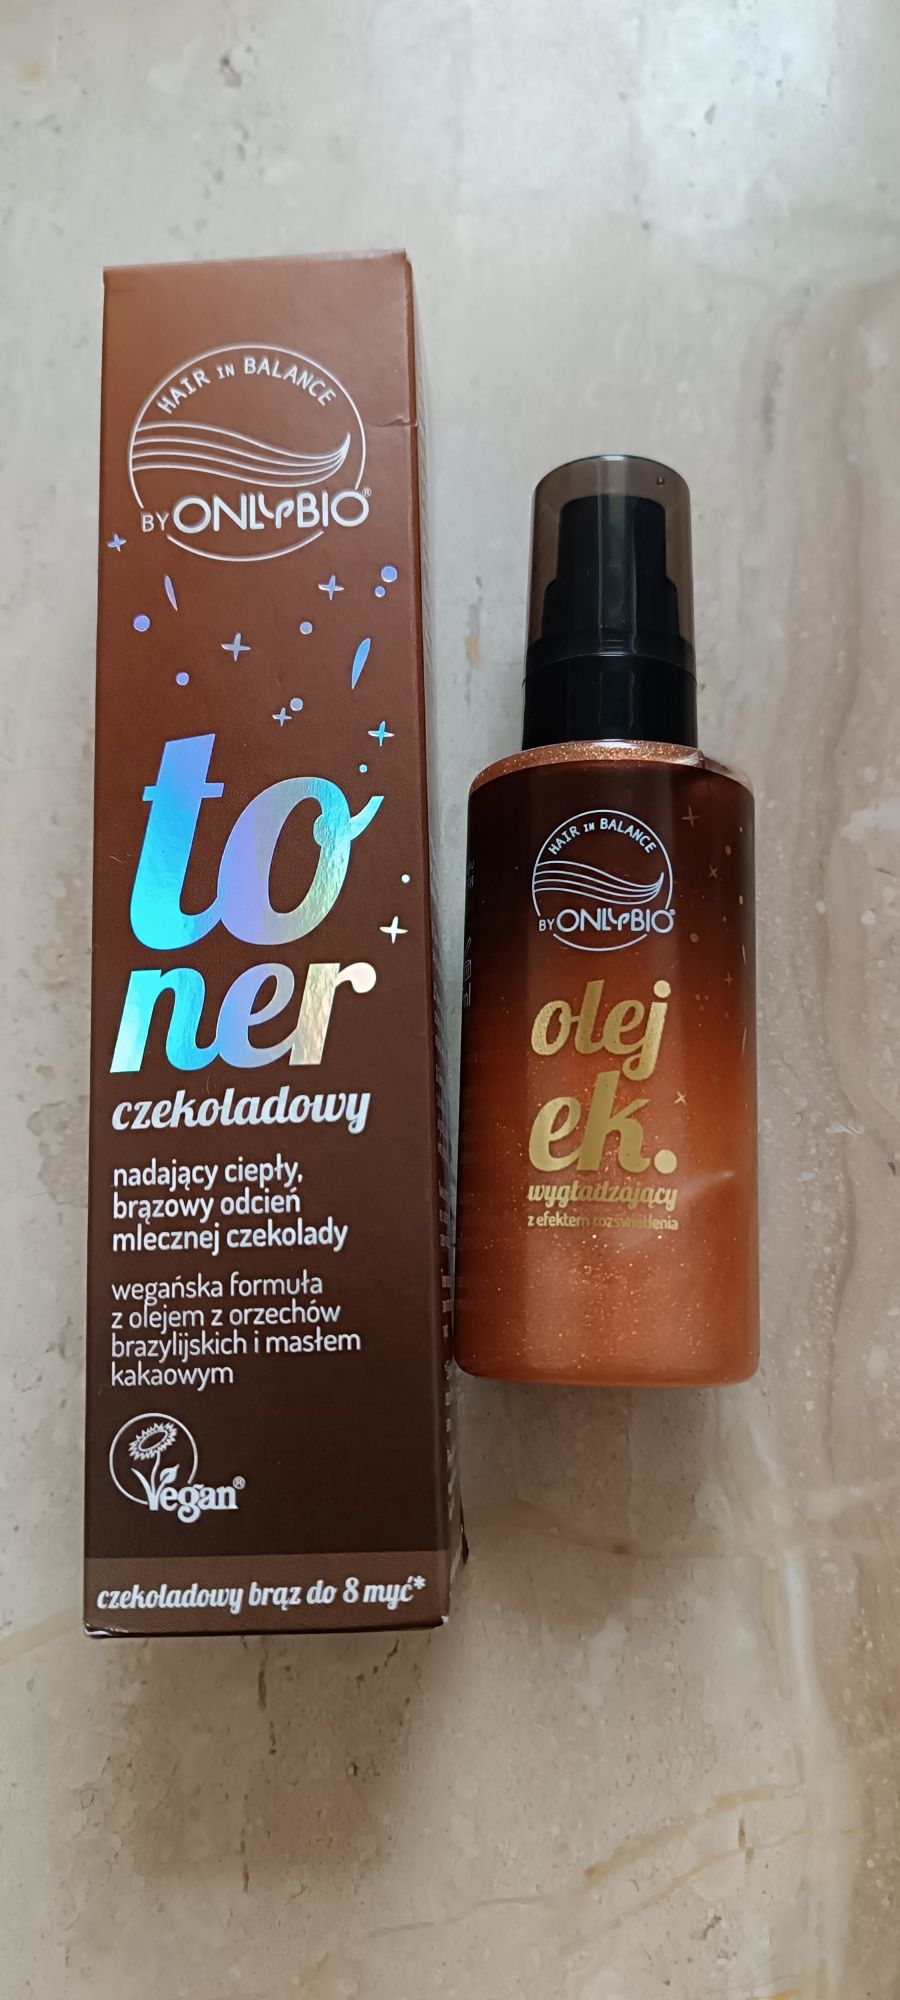 HAIR IN BALANCE
BY ONLYBIO®
to
ner
czekoladowy
nadający ciepły,
brązowy odcień
mlecznej czekolady
wegańska formuła
z olejem z orzechów
brazylijskich i masłem
kakaowym
Vegan®
czekoladowy brąz do 8 myć*
HAIR IN BALANCE
BY ONLYBIO®
olej
ek.
wygładzający
z efektem rozświetlenia